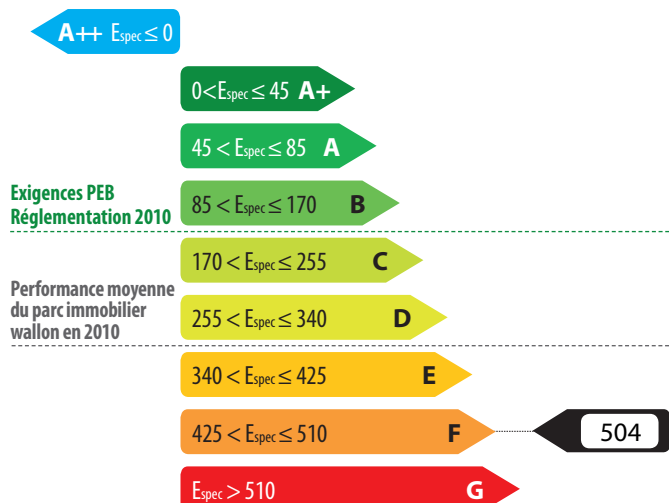 A++ Espec ≤ 0
0<Espec ≤ 45 A+
45 < Espec ≤ 85 A
Exigences PEB
Réglementation 2010
85 < Espec ≤ 170 B
170 < Espec ≤ 255 C
Performance moyenne
du parc immobilier
wallon en 2010
255 < Espec ≤ 340 D
340 < Espec ≤ 425 E
425 < Espec ≤ 510 F
504
Espec > 510 G